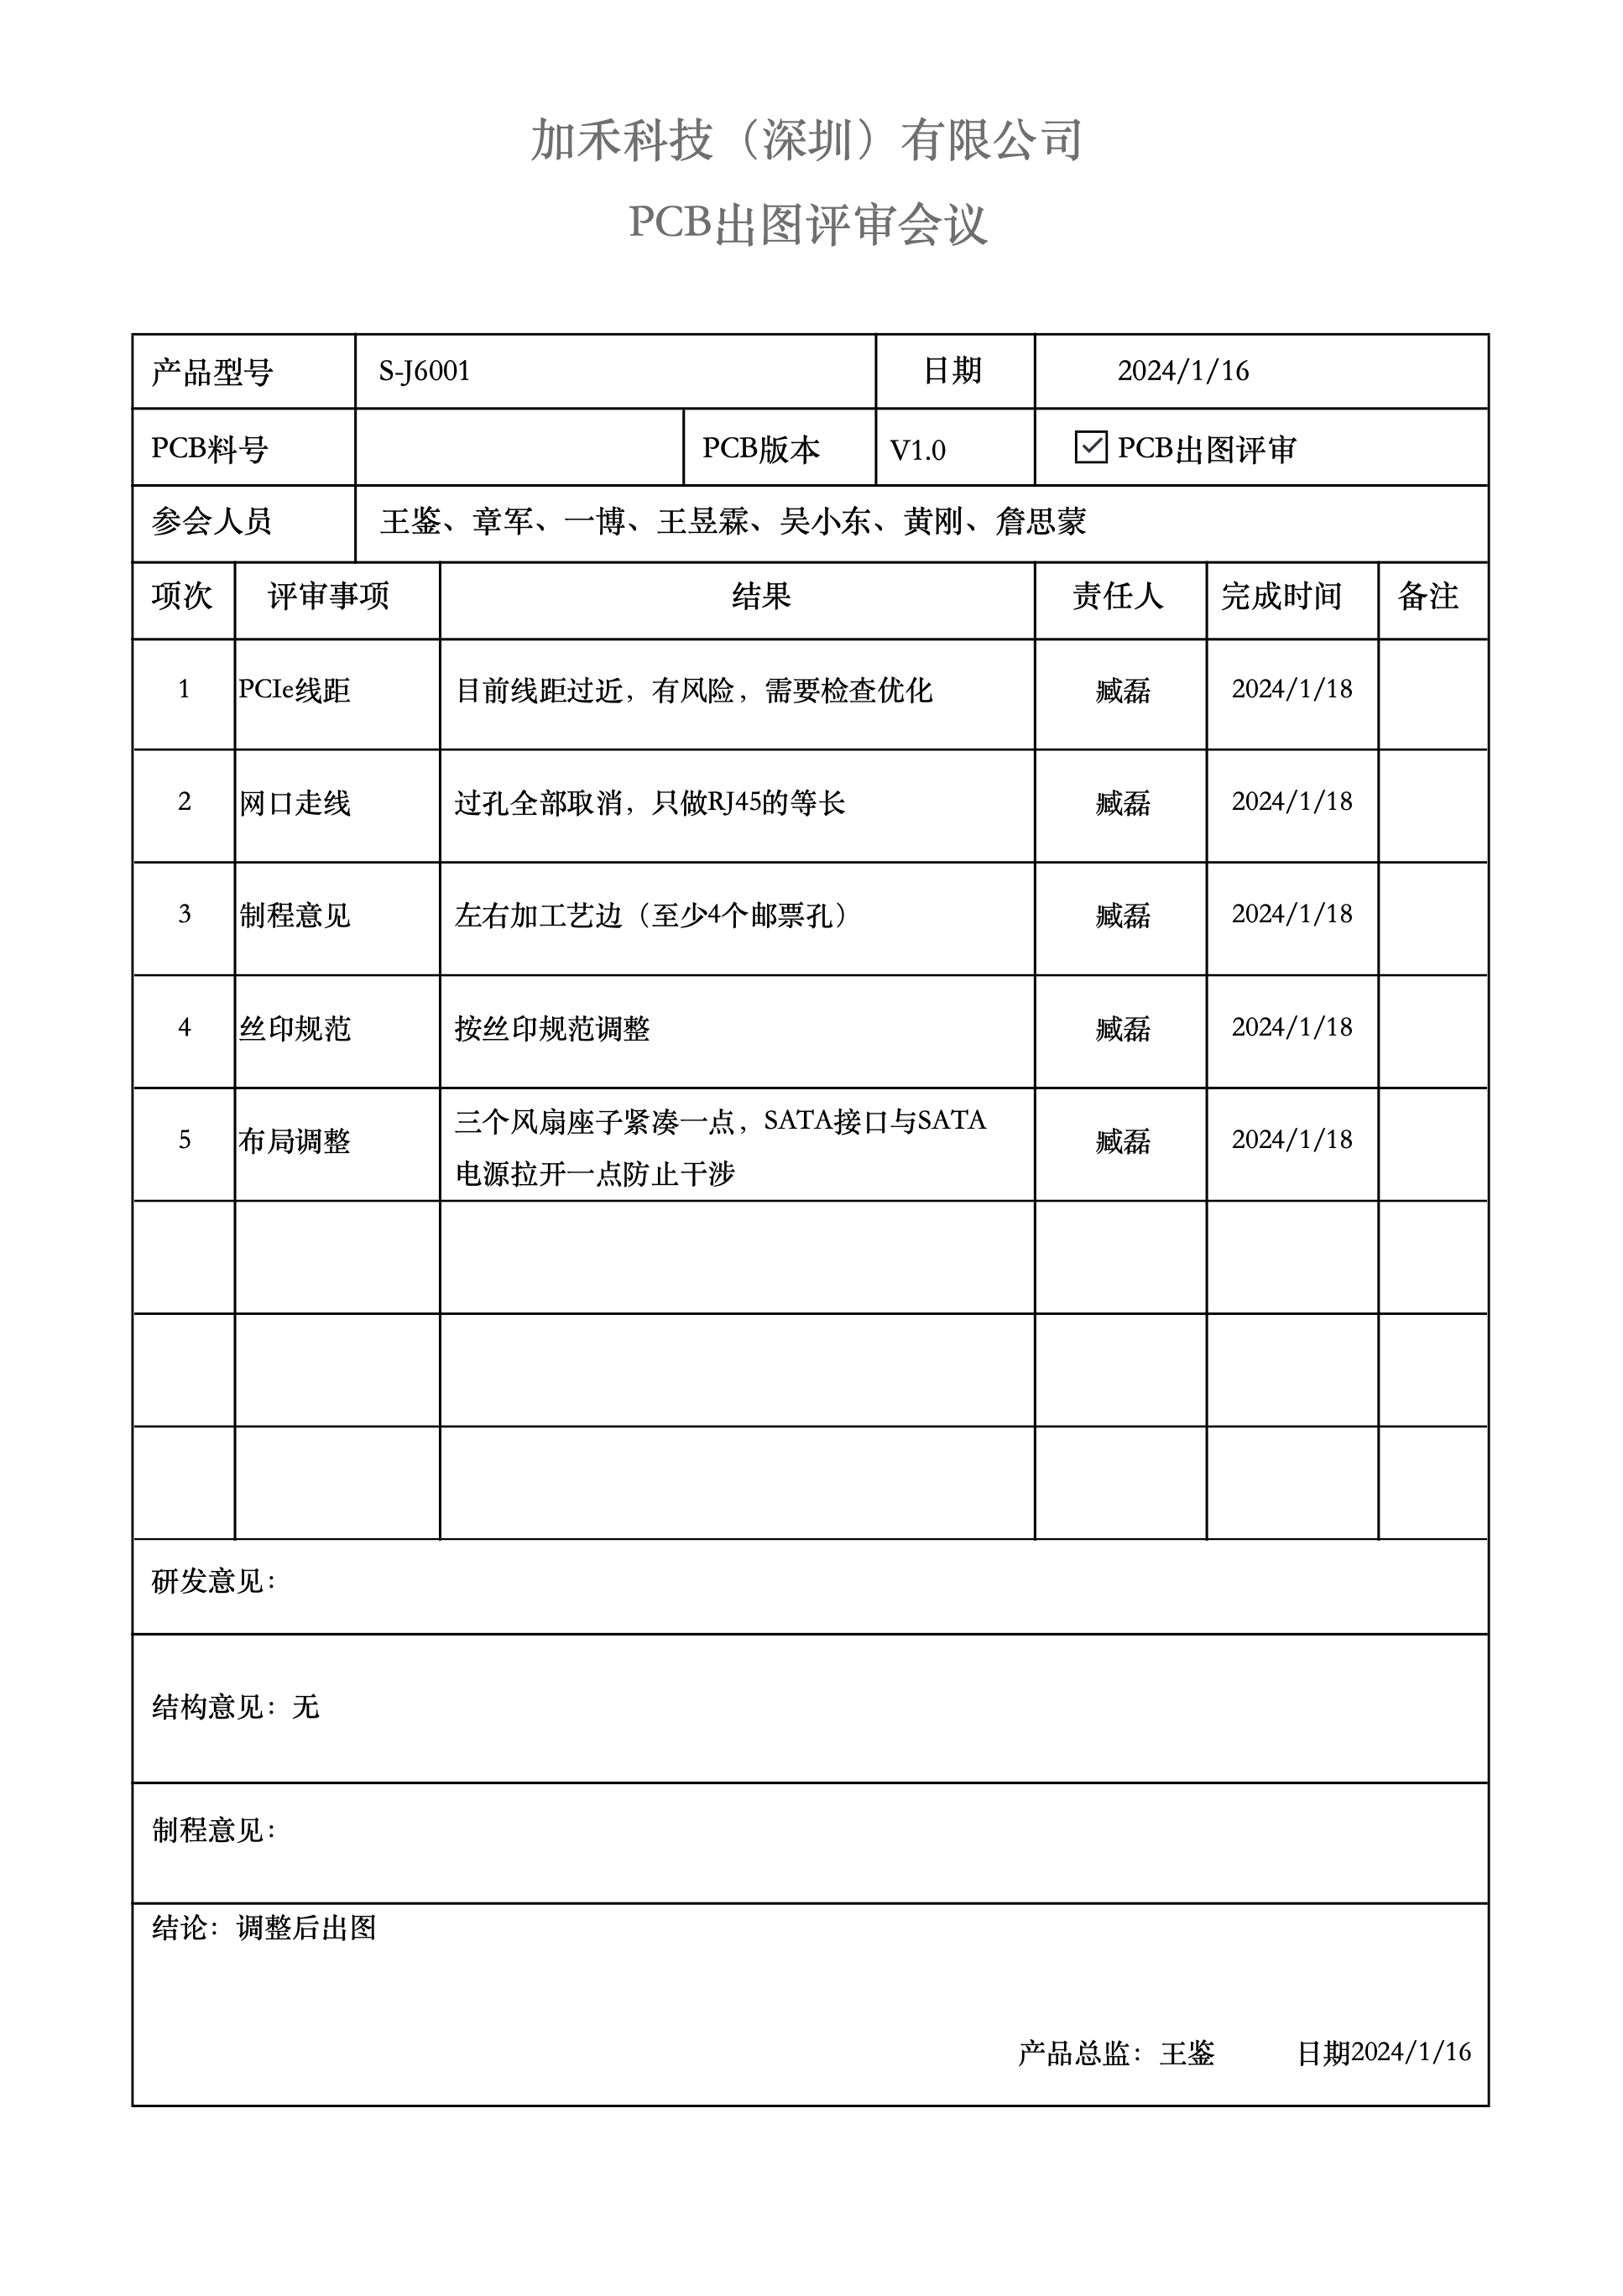 加禾科技（深圳）有限公司
PCB出图评审会议
产品型号 S-J6001 日期 2024/1/16
PCB料号 PCB版本 V1.0 ☑ PCB出图评审
参会人员 王鉴、章军、一博、王昱霖、吴小东、黄刚、詹思蒙
项次 评审事项 结果 责任人 完成时间 备注
1 PCIe线距 目前线距过近，有风险，需要检查优化 臧磊 2024/1/18
2 网口走线 过孔全部取消，只做RJ45的等长 臧磊 2024/1/18
3 制程意见 左右加工艺边（至少4个邮票孔） 臧磊 2024/1/18
4 丝印规范 按丝印规范调整 臧磊 2024/1/18
5 布局调整 三个风扇座子紧凑一点，SATA接口与SATA
电源拉开一点防止干涉 臧磊 2024/1/18
研发意见：
结构意见：无
制程意见：
结论：调整后出图
产品总监：王鉴 日期2024/1/16